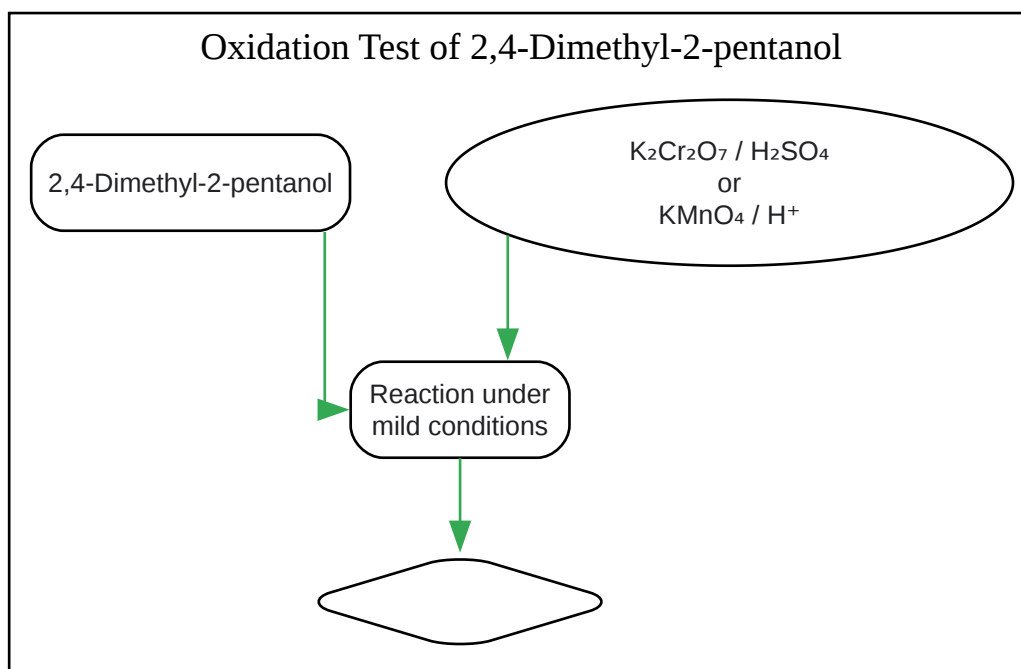 Oxidation Test of 2,4-Dimethyl-2-pentanol
2,4-Dimethyl-2-pentanol
K₂Cr₂O₇ / H₂SO₄
or
KMnO₄ / H⁺
Reaction under
mild conditions